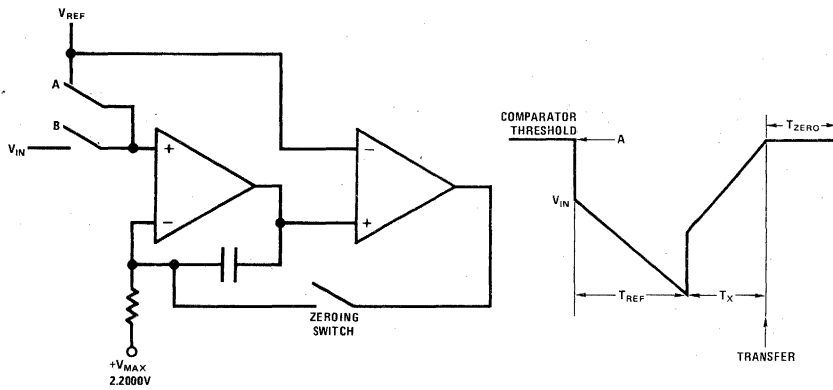 VREF
A
B
VIN
+
−
−
+
ZEROING
SWITCH
+VMAX
2.2000V
COMPARATOR
THRESHOLD
A
TZERO
VIN
TREF
TX
TRANSFER